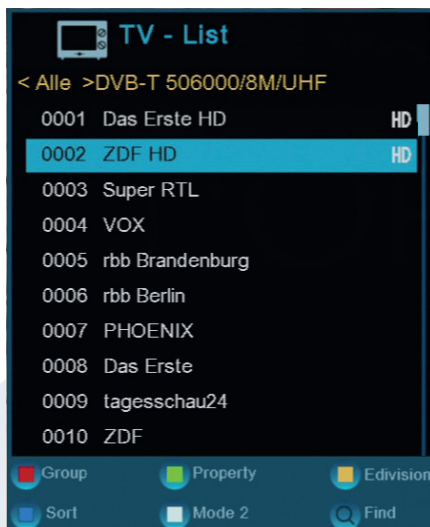 TV - List
< Alle >DVB-T 506000/8M/UHF
0001 Das Erste HD HD
0002 ZDF HD HD
0003 Super RTL
0004 VOX
0005 rbb Brandenburg
0006 rbb Berlin
0007 PHOENIX
0008 Das Erste
0009 tagesschau24
0010 ZDF
Group Property Edivision
Sort Mode 2 Find